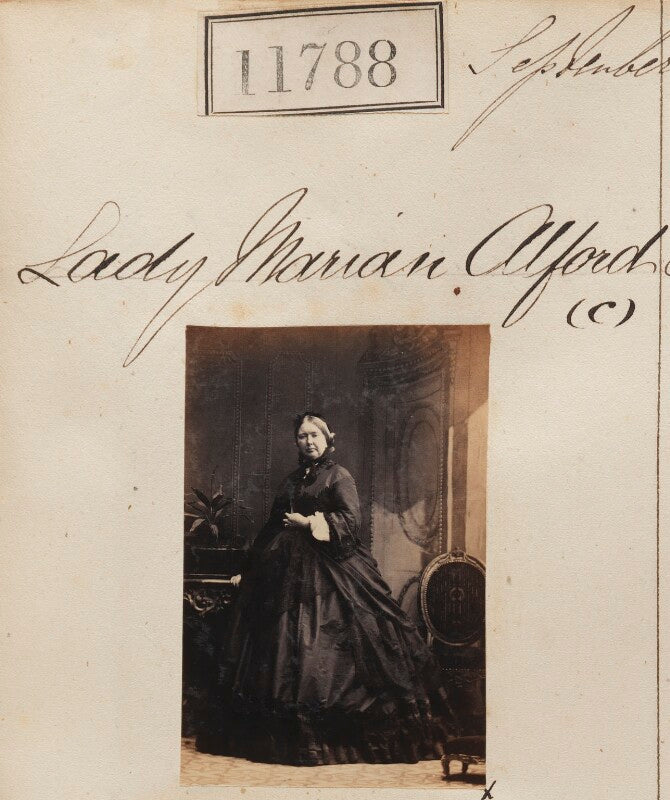 11788
September
Lady Marian Alford
(C)
x